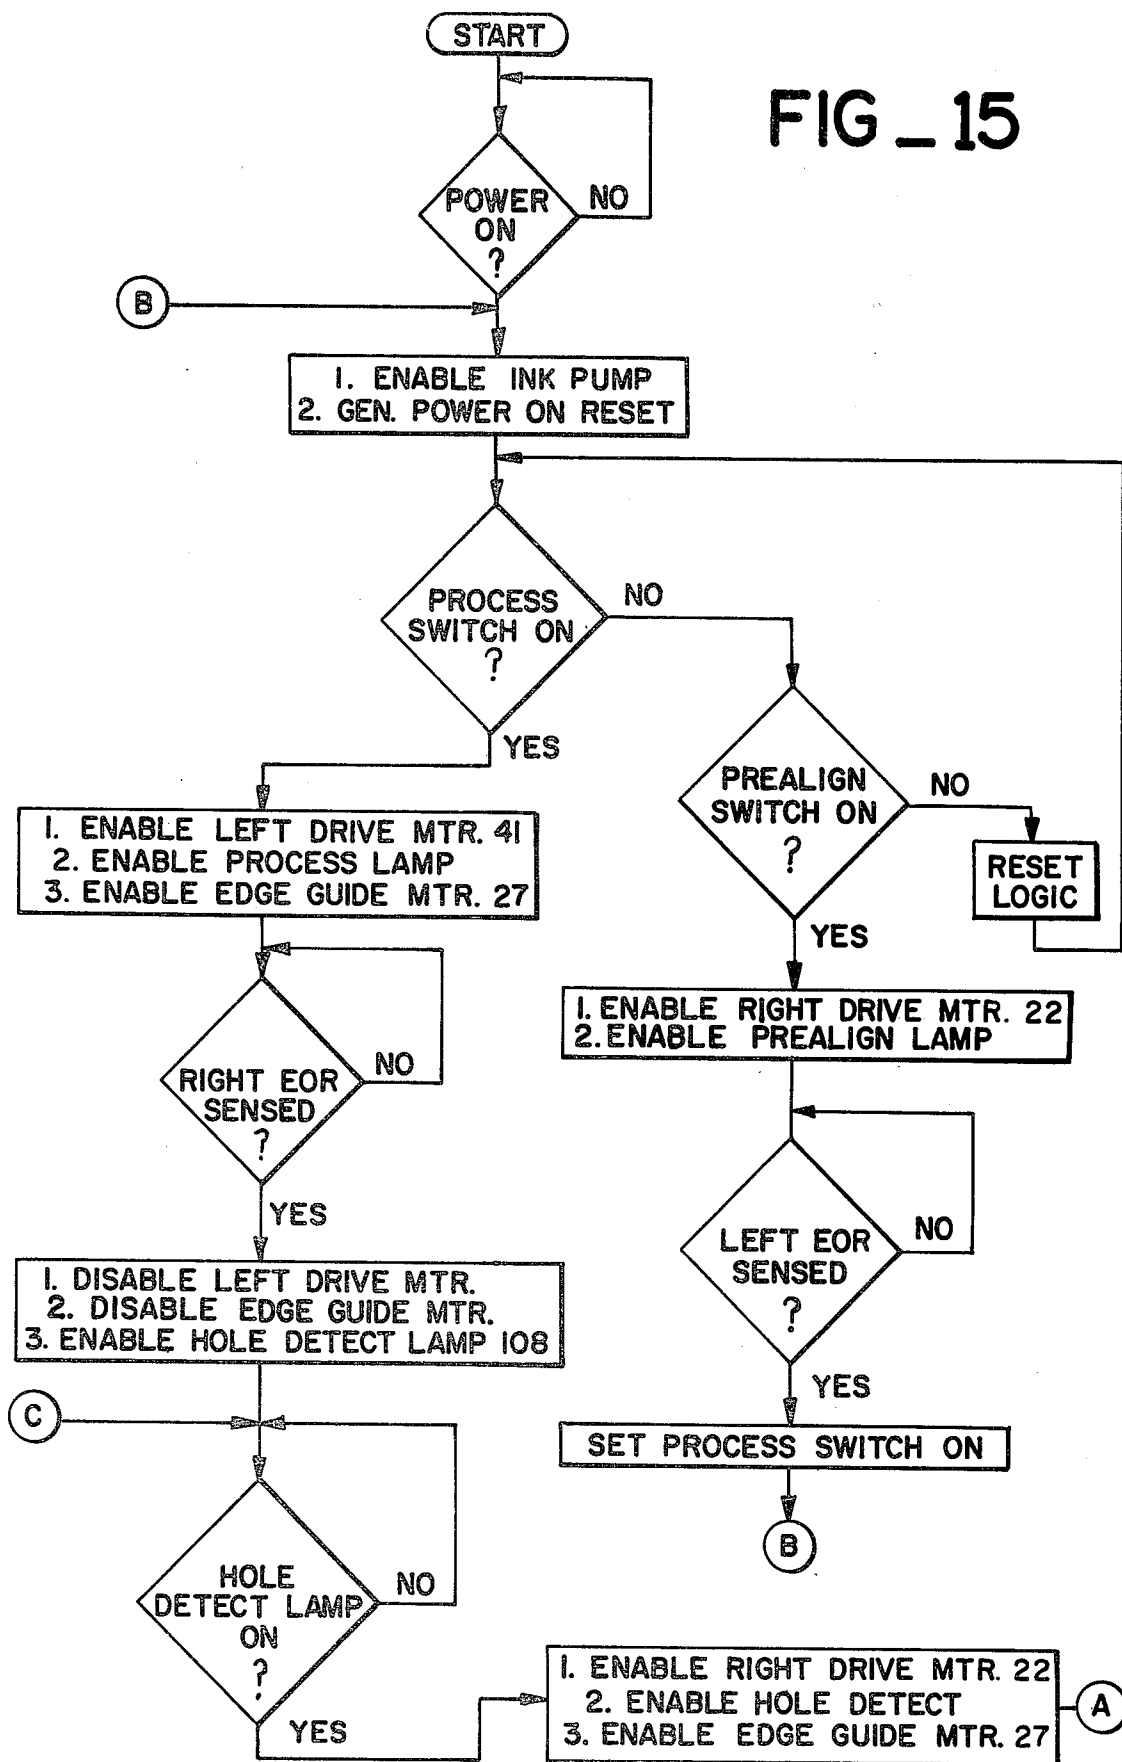 START
FIG_15
POWER
ON
?
NO
B
1. ENABLE INK PUMP
2. GEN. POWER ON RESET
PROCESS
SWITCH ON
?
NO
YES
PREALIGN
SWITCH ON
?
NO
RESET
LOGIC
YES
1. ENABLE LEFT DRIVE MTR. 41
2. ENABLE PROCESS LAMP
3. ENABLE EDGE GUIDE MTR. 27
1. ENABLE RIGHT DRIVE MTR. 22
2. ENABLE PREALIGN LAMP
RIGHT EOR
SENSED
?
NO
YES
LEFT EOR
SENSED
?
NO
YES
1. DISABLE LEFT DRIVE MTR.
2. DISABLE EDGE GUIDE MTR.
3. ENABLE HOLE DETECT LAMP 108
C
SET PROCESS SWITCH ON
B
HOLE
DETECT LAMP
ON
?
NO
YES
1. ENABLE RIGHT DRIVE MTR. 22
2. ENABLE HOLE DETECT
3. ENABLE EDGE GUIDE MTR. 27
A